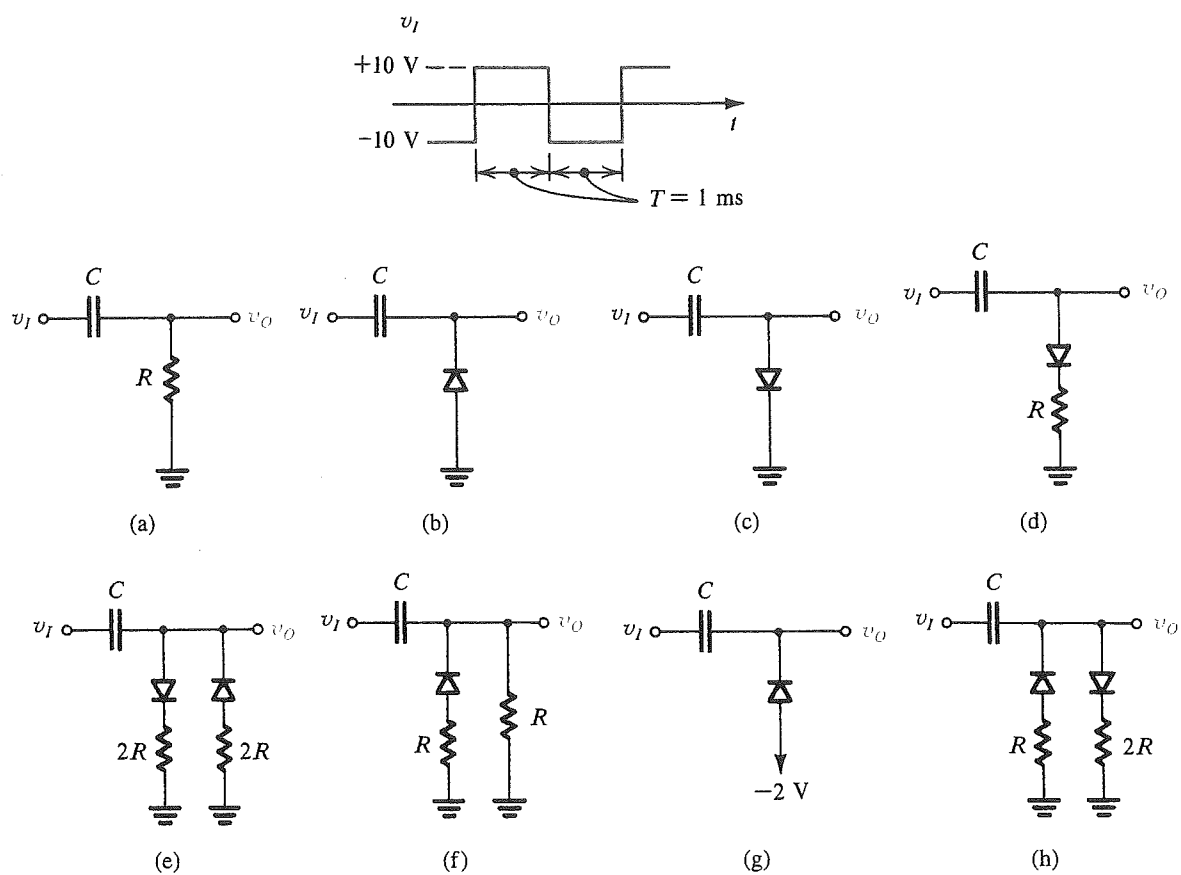 v_I
+10 V
t
−10 V
T = 1 ms
C
v_I
v_O
R
(a)
C
v_I
v_O
(b)
C
v_I
v_O
(c)
C
v_I
v_O
R
(d)
C
v_I
v_O
2R
2R
(e)
C
v_I
v_O
R
R
(f)
C
v_I
v_O
−2 V
(g)
C
v_I
v_O
R
2R
(h)